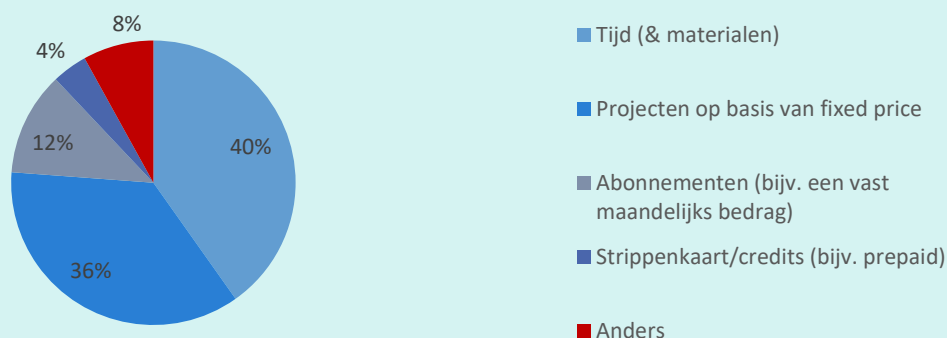 8%
4%
12%
40%
36%
Tijd (& materialen)
Projecten op basis van fixed price
Abonnementen (bijv. een vast
maandelijks bedrag)
Strippenkaart/credits (bijv. prepaid)
Anders